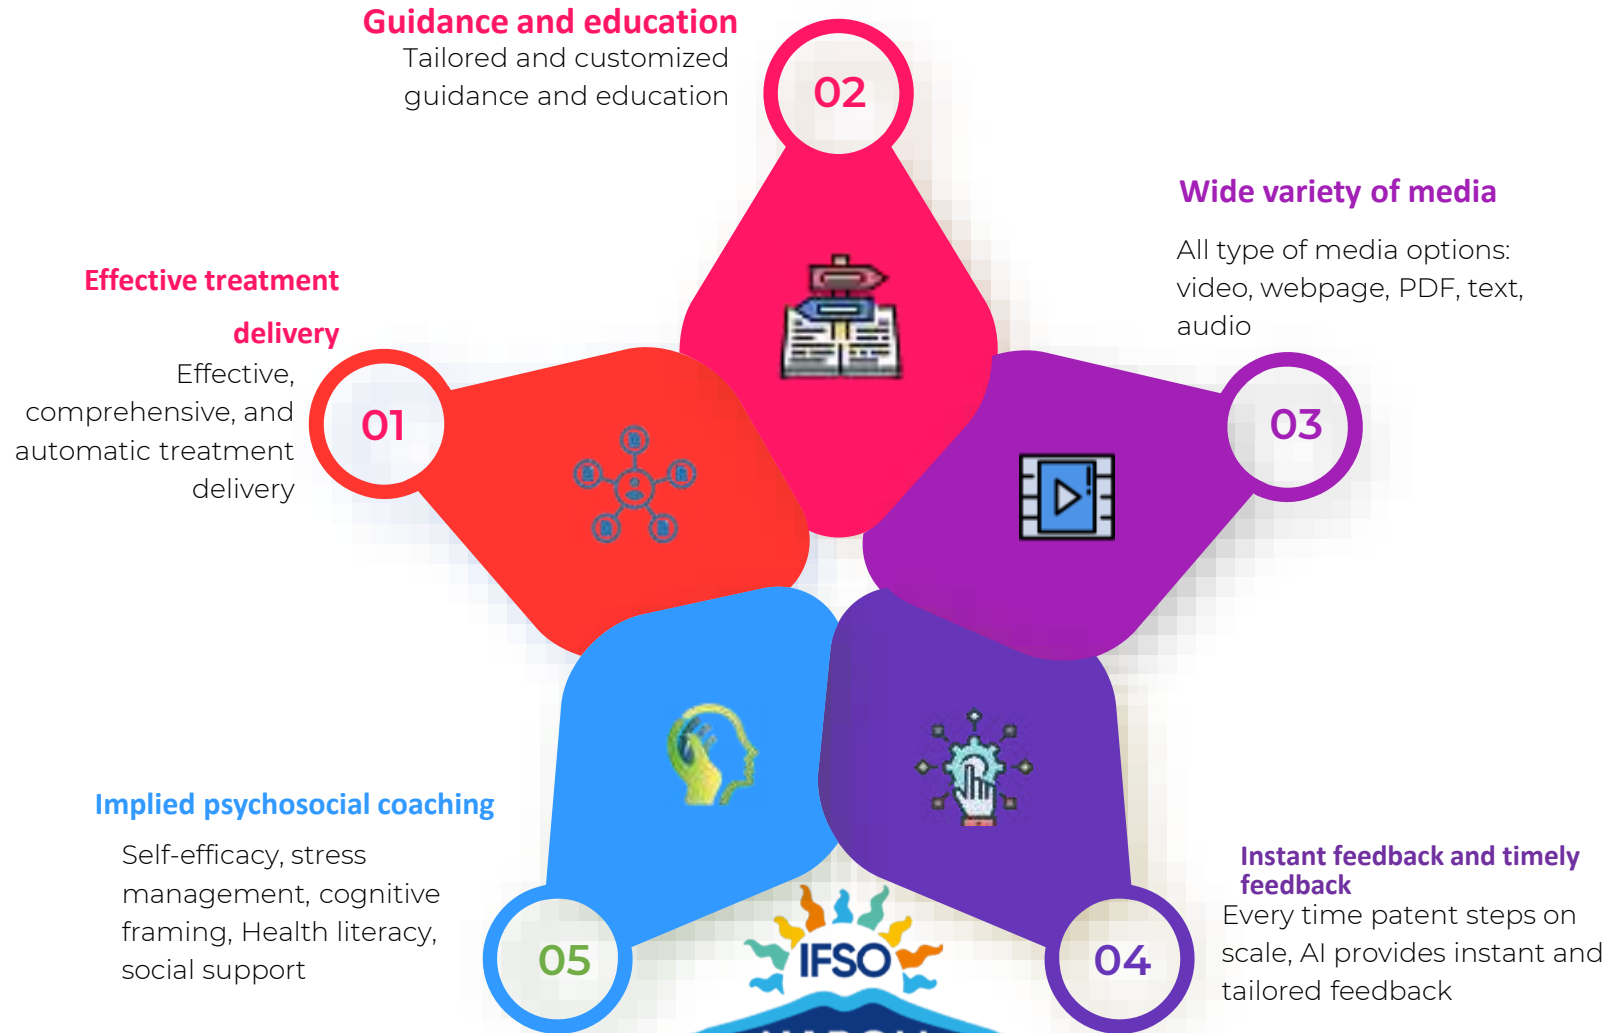 Guidance and education
Tailored and customized
guidance and education
02
Wide variety of media
All type of media options:
video, webpage, PDF, text,
audio
03
Effective treatment
delivery
Effective,
comprehensive, and
automatic treatment
delivery
01
Implied psychosocial coaching
Self-efficacy, stress
management, cognitive
framing, Health literacy,
social support
05
Instant feedback and timely
feedback
Every time patent steps on
scale, AI provides instant and
tailored feedback
04
IFSO